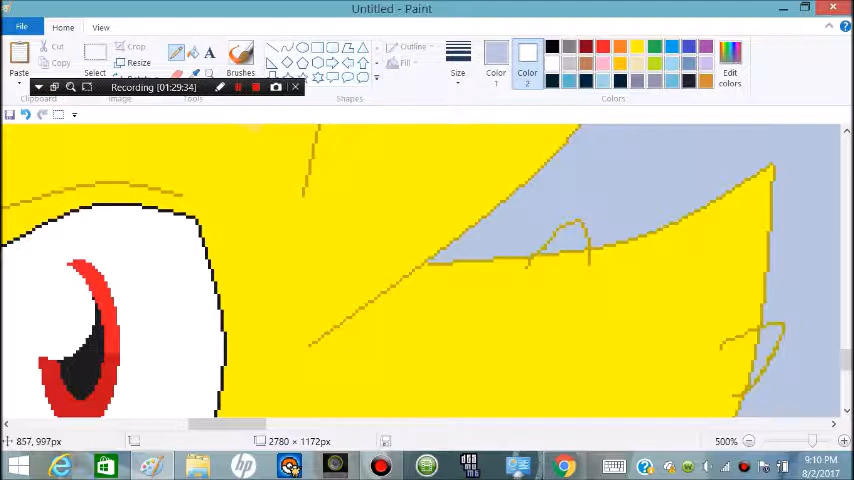 Untitled - Paint
File
Home
View
Paste
Cut
Copy
Clipboard
Select
Crop
Resize
Image
Tools
Brushes
Shapes
Outline
Fill
Size
Color 1
Color 2
Edit colors
Colors
Recording [01:29:34]
857, 997px
2780 × 1172px
500%
hp
9:10 PM
8/2/2017